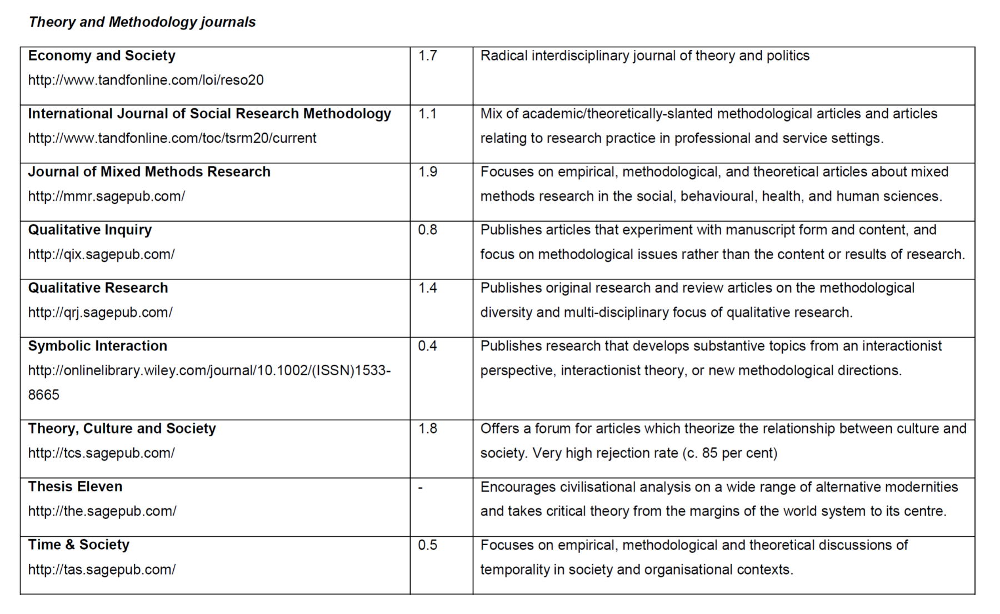 Theory and Methodology journals
Economy and Society
http://www.tandfonline.com/loi/reso20
1.7
Radical interdisciplinary journal of theory and politics
International Journal of Social Research Methodology
http://www.tandfonline.com/toc/tsrm20/current
1.1
Mix of academic/theoretically-slanted methodological articles and articles
relating to research practice in professional and service settings.
Journal of Mixed Methods Research
http://mmr.sagepub.com/
1.9
Focuses on empirical, methodological, and theoretical articles about mixed
methods research in the social, behavioural, health, and human sciences.
Qualitative Inquiry
http://qix.sagepub.com/
0.8
Publishes articles that experiment with manuscript form and content, and
focus on methodological issues rather than the content or results of research.
Qualitative Research
http://qrj.sagepub.com/
1.4
Publishes original research and review articles on the methodological
diversity and multi-disciplinary focus of qualitative research.
Symbolic Interaction
http://onlinelibrary.wiley.com/journal/10.1002/(ISSN)1533-
8665
0.4
Publishes research that develops substantive topics from an interactionist
perspective, interactionist theory, or new methodological directions.
Theory, Culture and Society
http://tcs.sagepub.com/
1.8
Offers a forum for articles which theorize the relationship between culture and
society. Very high rejection rate (c. 85 per cent)
Thesis Eleven
http://the.sagepub.com/
-
Encourages civilisational analysis on a wide range of alternative modernities
and takes critical theory from the margins of the world system to its centre.
Time & Society
http://tas.sagepub.com/
0.5
Focuses on empirical, methodological and theoretical discussions of
temporality in society and organisational contexts.